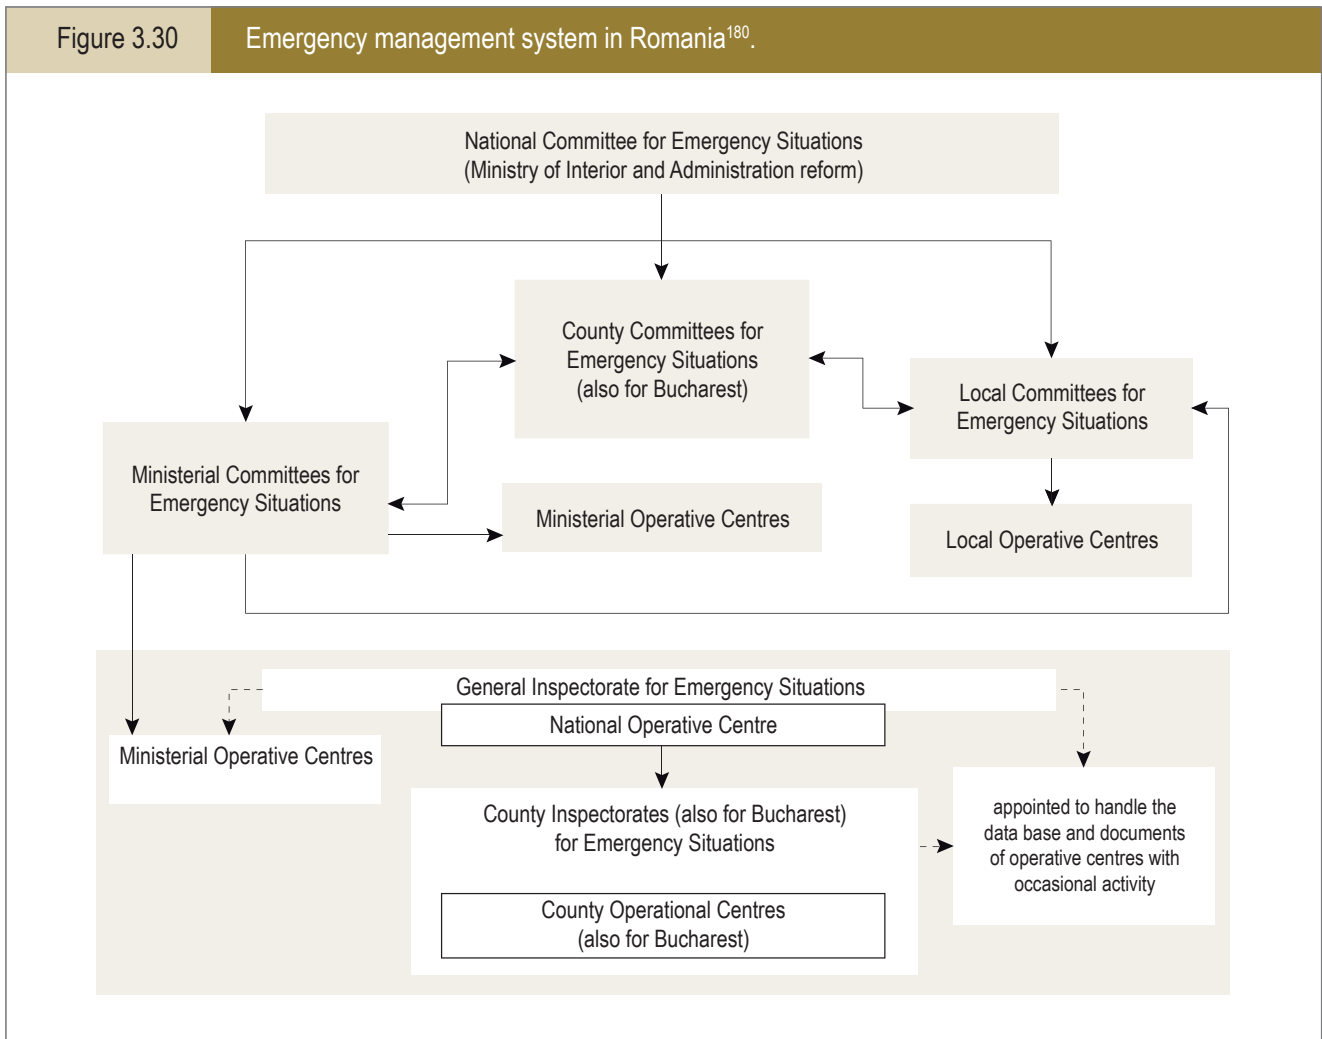 Figure 3.30
Emergency management system in Romania180.
National Committee for Emergency Situations
(Ministry of Interior and Administration reform)
County Committees for
Emergency Situations
(also for Bucharest)
Local Committees for
Emergency Situations
Ministerial Committees for
Emergency Situations
Ministerial Operative Centres
Local Operative Centres
General Inspectorate for Emergency Situations
National Operative Centre
Ministerial Operative Centres
County Inspectorates (also for Bucharest)
for Emergency Situations
appointed to handle the
data base and documents
of operative centres with
occasional activity
County Operational Centres
(also for Bucharest)